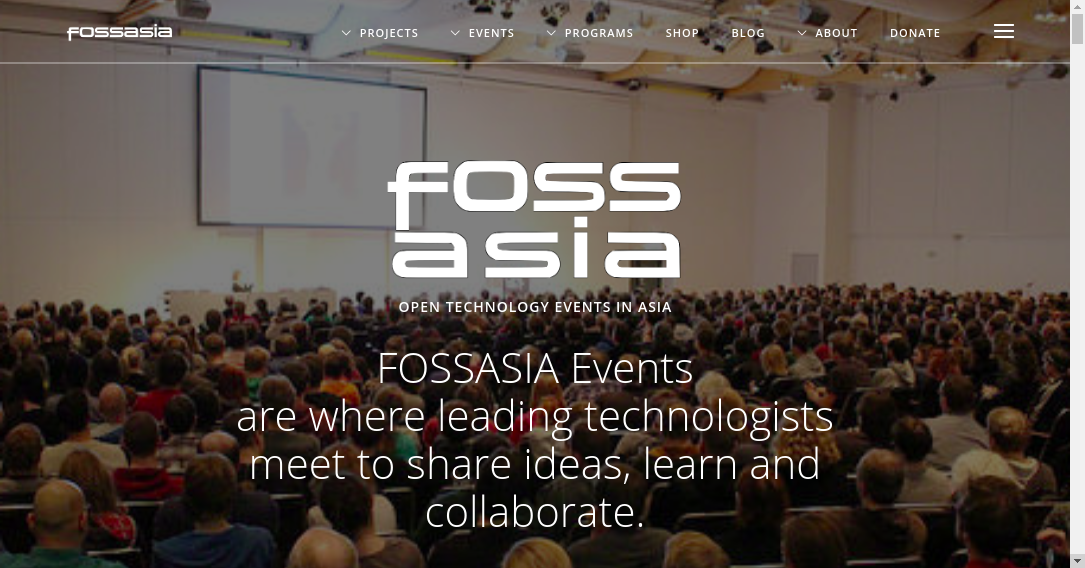 fossasia
PROJECTS EVENTS PROGRAMS SHOP BLOG ABOUT DONATE
foss
asia
OPEN TECHNOLOGY EVENTS IN ASIA
FOSSASIA Events
are where leading technologists
meet to share ideas, learn and
collaborate.